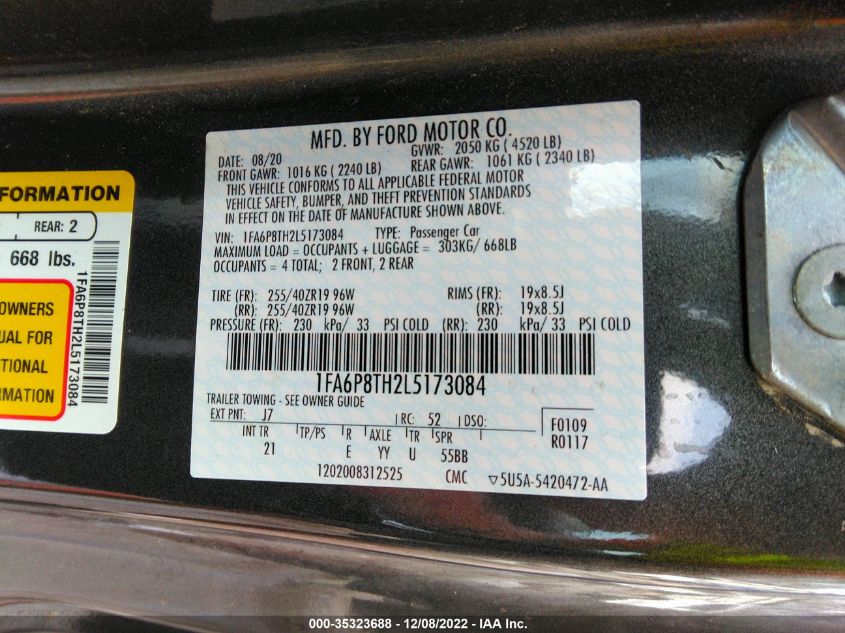 MFD. BY FORD MOTOR CO.
DATE: 08/20 GVWR: 2050 KG ( 4520 LB)
FRONT GAWR: 1016 KG ( 2240 LB) REAR GAWR: 1061 KG ( 2340 LB)
THIS VEHICLE CONFORMS TO ALL APPLICABLE FEDERAL MOTOR
VEHICLE SAFETY, BUMPER, AND THEFT PREVENTION STANDARDS
IN EFFECT ON THE DATE OF MANUFACTURE SHOWN ABOVE.
VIN: 1FA6P8TH2L5173084 TYPE: Passenger Car
MAXIMUM LOAD = OCCUPANTS + LUGGAGE = 303KG/ 668LB
OCCUPANTS = 4 TOTAL; 2 FRONT, 2 REAR
TIRE (FR): 255/40ZR19 96W RIMS (FR): 19x8.5J
(RR): 255/40ZR19 96W (RR): 19x8.5J
PRESSURE (FR): 230 kPa/ 33 PSI COLD (RR): 230 kPa/ 33 PSI COLD
1FA6P8TH2L5173084
TRAILER TOWING - SEE OWNER GUIDE
EXT PNT: J7 RC: 52 DSO:
F0109
R0117
INT TR TP/PS R AXLE TR SPR
21 E YY U 55BB
1202008312525 CMC ▽5U5A-5420472-AA
FORMATION
REAR: 2
668 lbs.
OWNERS
UAL FOR
TIONAL
MATION
1FA6P8TH2L5173084
000-35323688 - 12/08/2022 - IAA Inc.